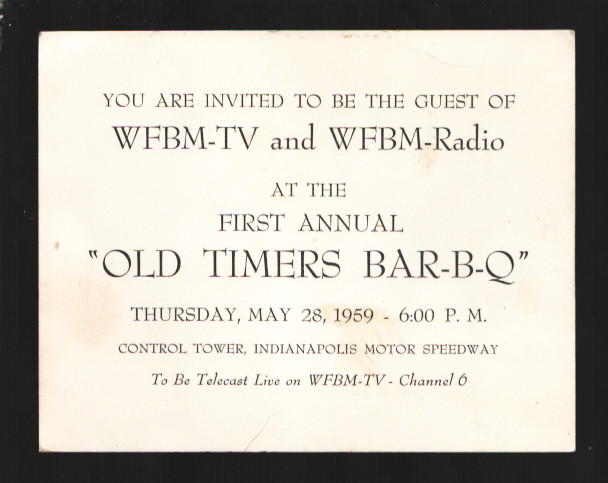 YOU ARE INVITED TO BE THE GUEST OF
WFBM-TV and WFBM-Radio
AT THE
FIRST ANNUAL
"OLD TIMERS BAR-B-Q"
THURSDAY, MAY 28, 1959 - 6:00 P. M.
CONTROL TOWER, INDIANAPOLIS MOTOR SPEEDWAY
To Be Telecast Live on WFBM-TV - Channel 6